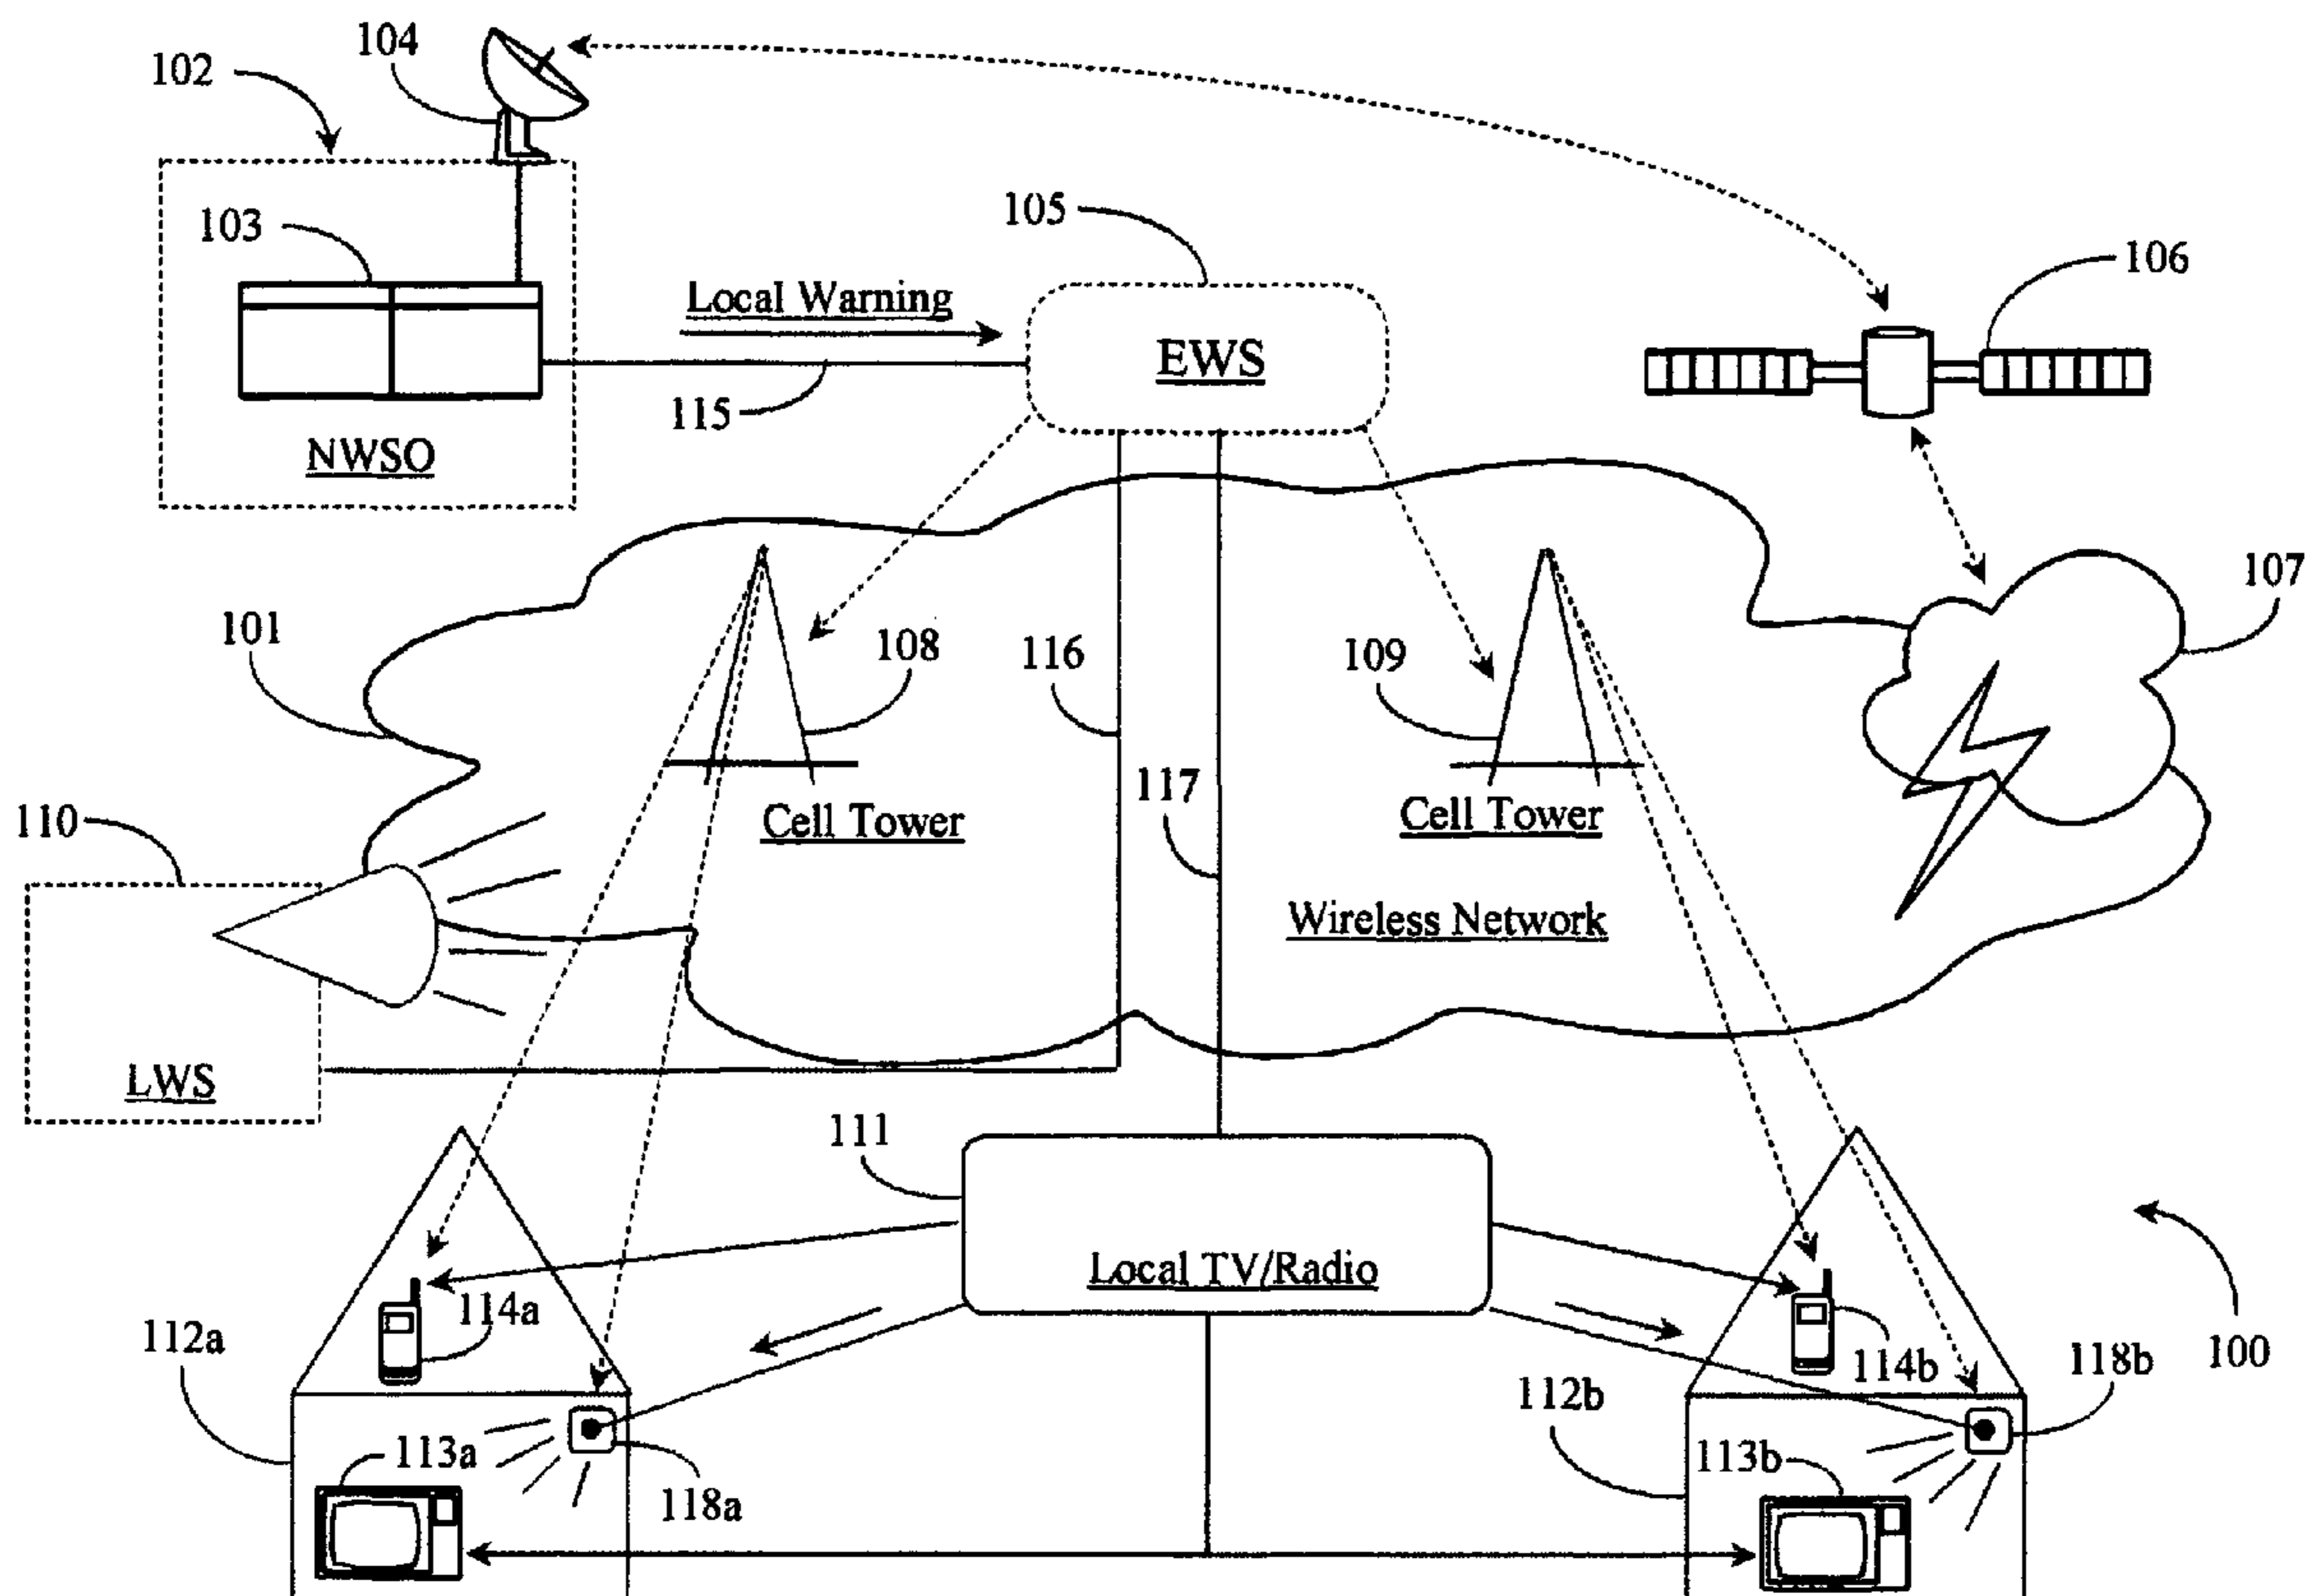 104
102
105
103
106
Local Warning
EWS
115
NWSO
107
101
108
116
109
117
110
Cell Tower
Cell Tower
Wireless Network
LWS
111
Local TV/Radio
114a
112a
114b
118b
100
112b
113a
113b
118a